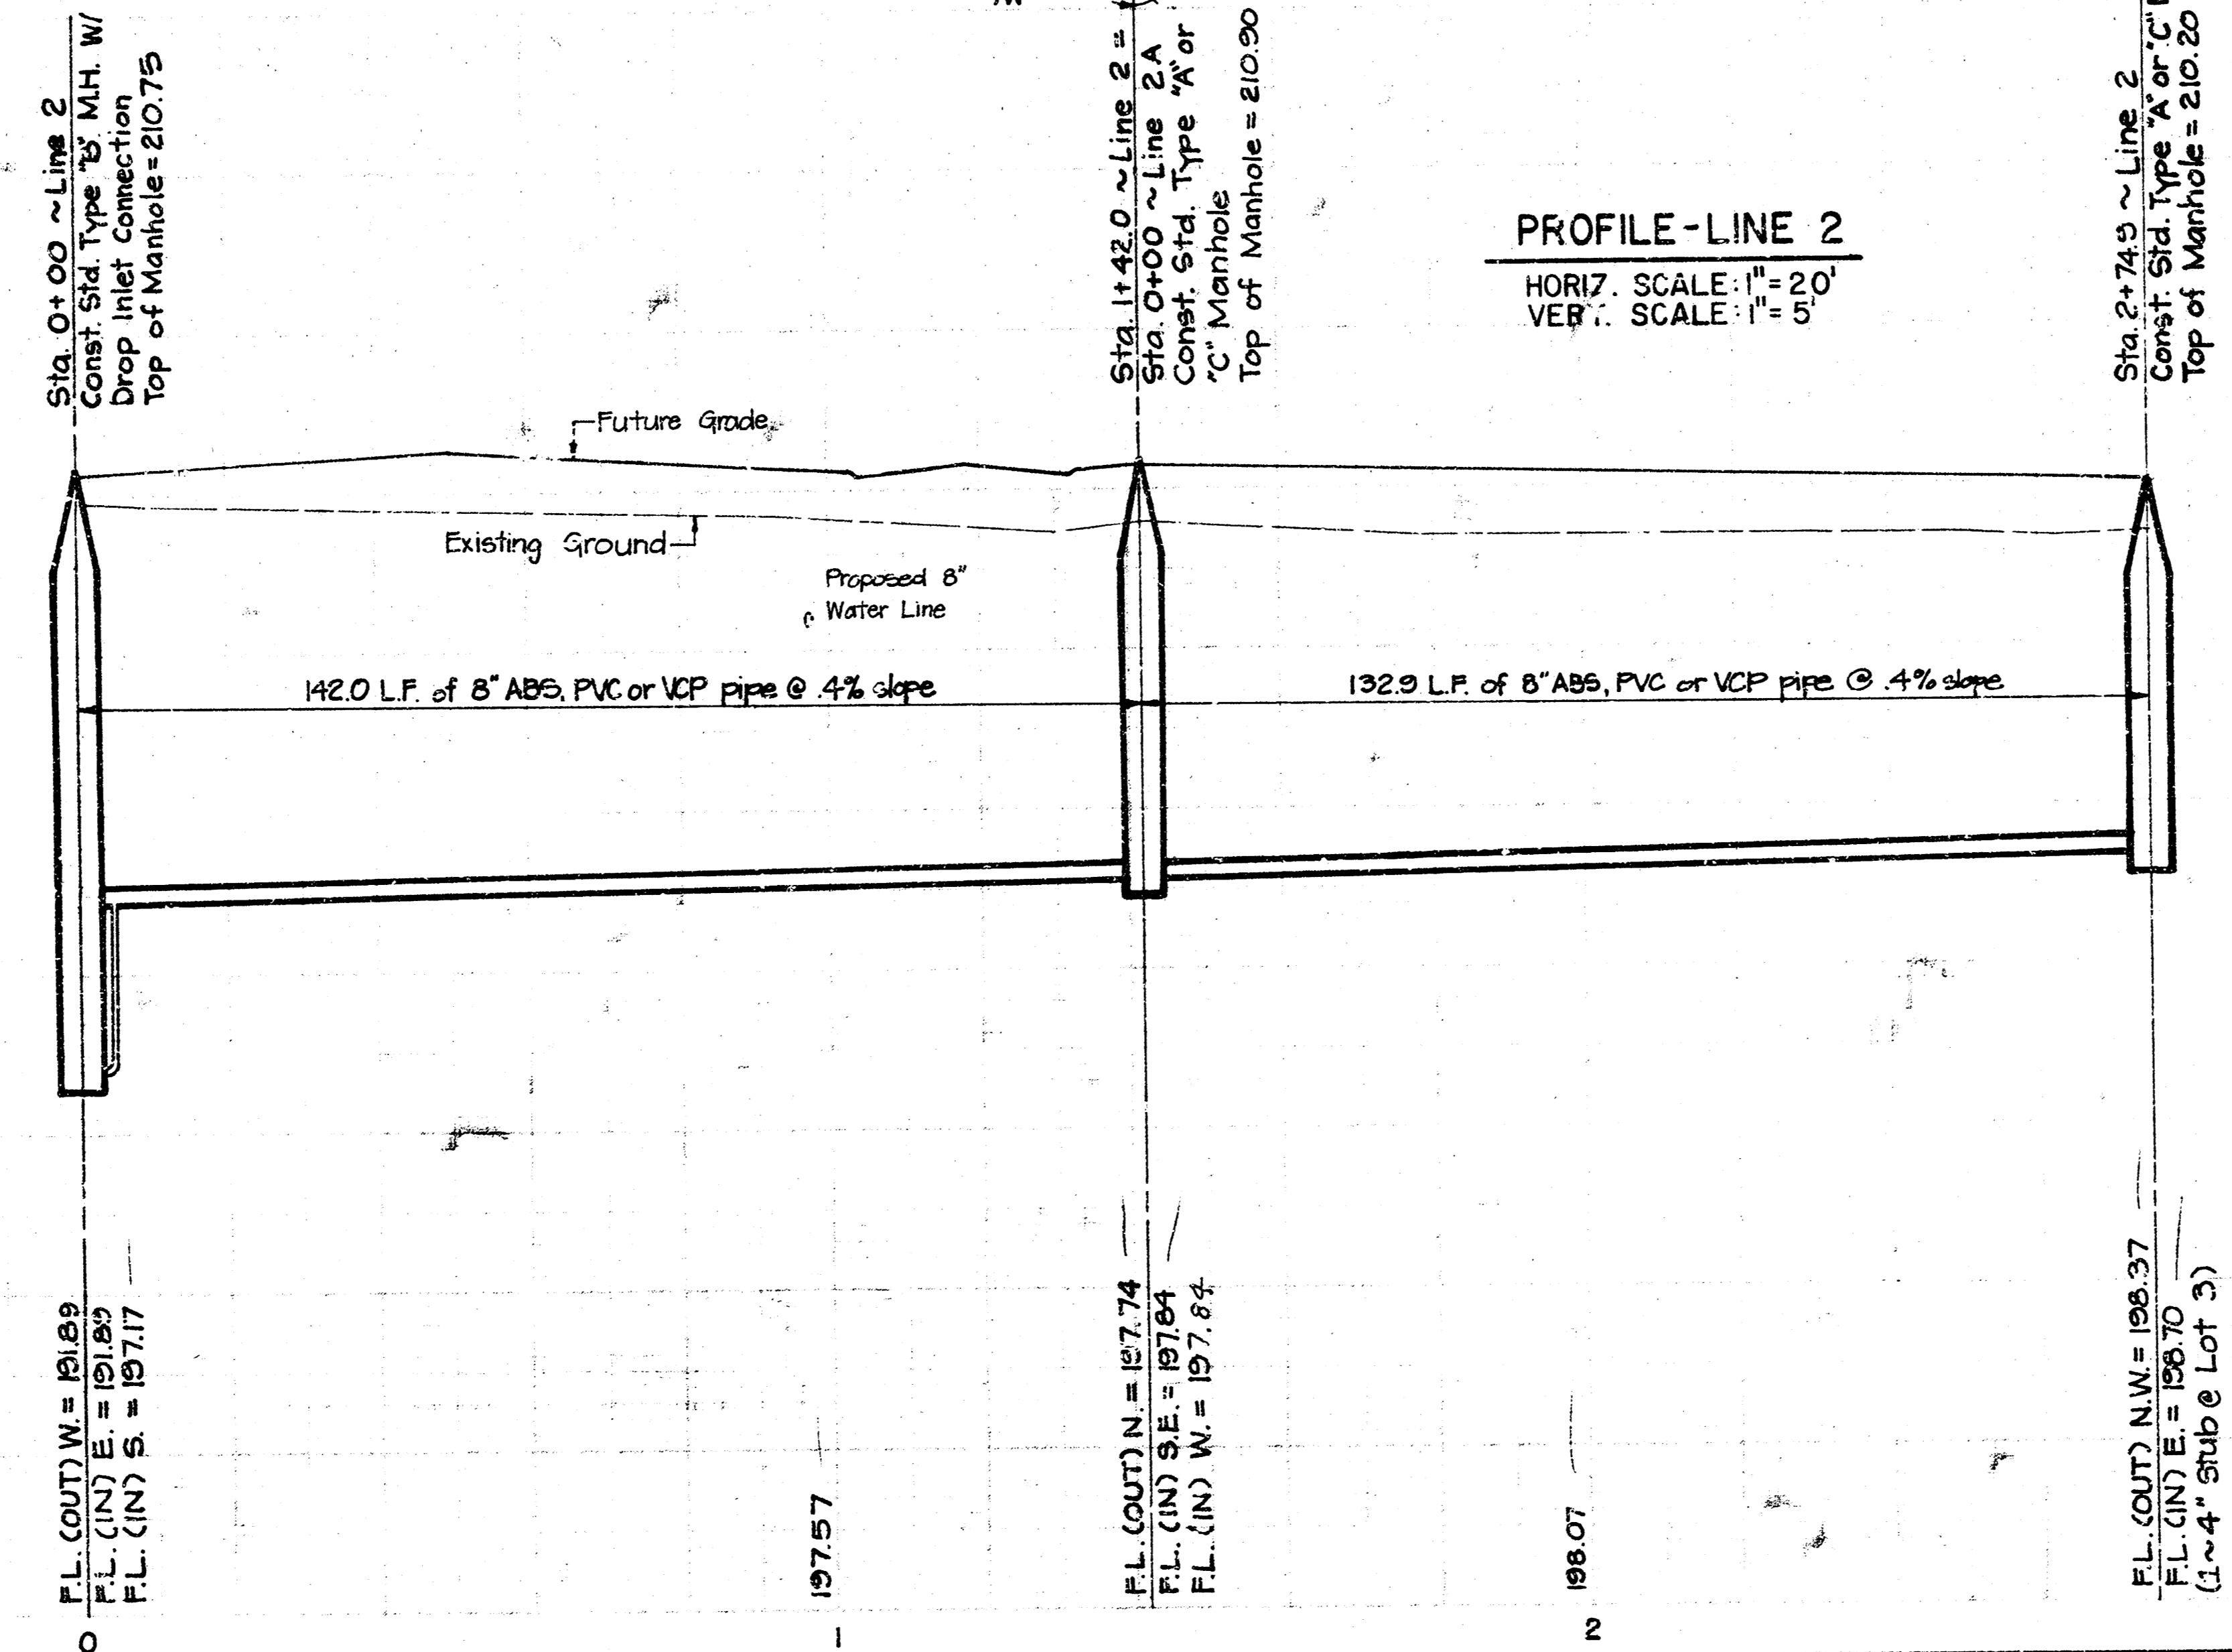 Sta. 0+00 ~ Line 2
Const. Std. Type "B" M.H. W/
Drop Inlet Connection
Top of Manhole = 210.75
Sta. 1+42.0 ~ Line 2 =
Sta. 0+00 ~ Line 2A
Const. Std. Type "A" or
"C" Manhole
Top of Manhole = 210.90
PROFILE-LINE 2
HORIZ. SCALE: 1" = 20'
VERT. SCALE: 1" = 5'
Sta. 2+74.9 ~ Line 2
Const. Std. Type "A" or "C"
Top of Manhole = 210.20
Future Grade
Existing Ground
Proposed 8"
Water Line
142.0 L.F. of 8" ABS, PVC or VCP pipe @ .4% slope
132.9 L.F. of 8" ABS, PVC or VCP pipe @ .4% slope
F.L. (OUT) W. = 191.89
F.L. (IN) E. = 191.89
F.L. (IN) S. = 197.17
197.57
F.L. (OUT) N. = 197.74
F.L. (IN) S.E. = 197.84
F.L. (IN) W. = 197.84
198.07
F.L. (OUT) N.W. = 198.37
F.L. (IN) E. = 198.70
(1 ~ 4" Stub @ Lot 3)
0
1
2